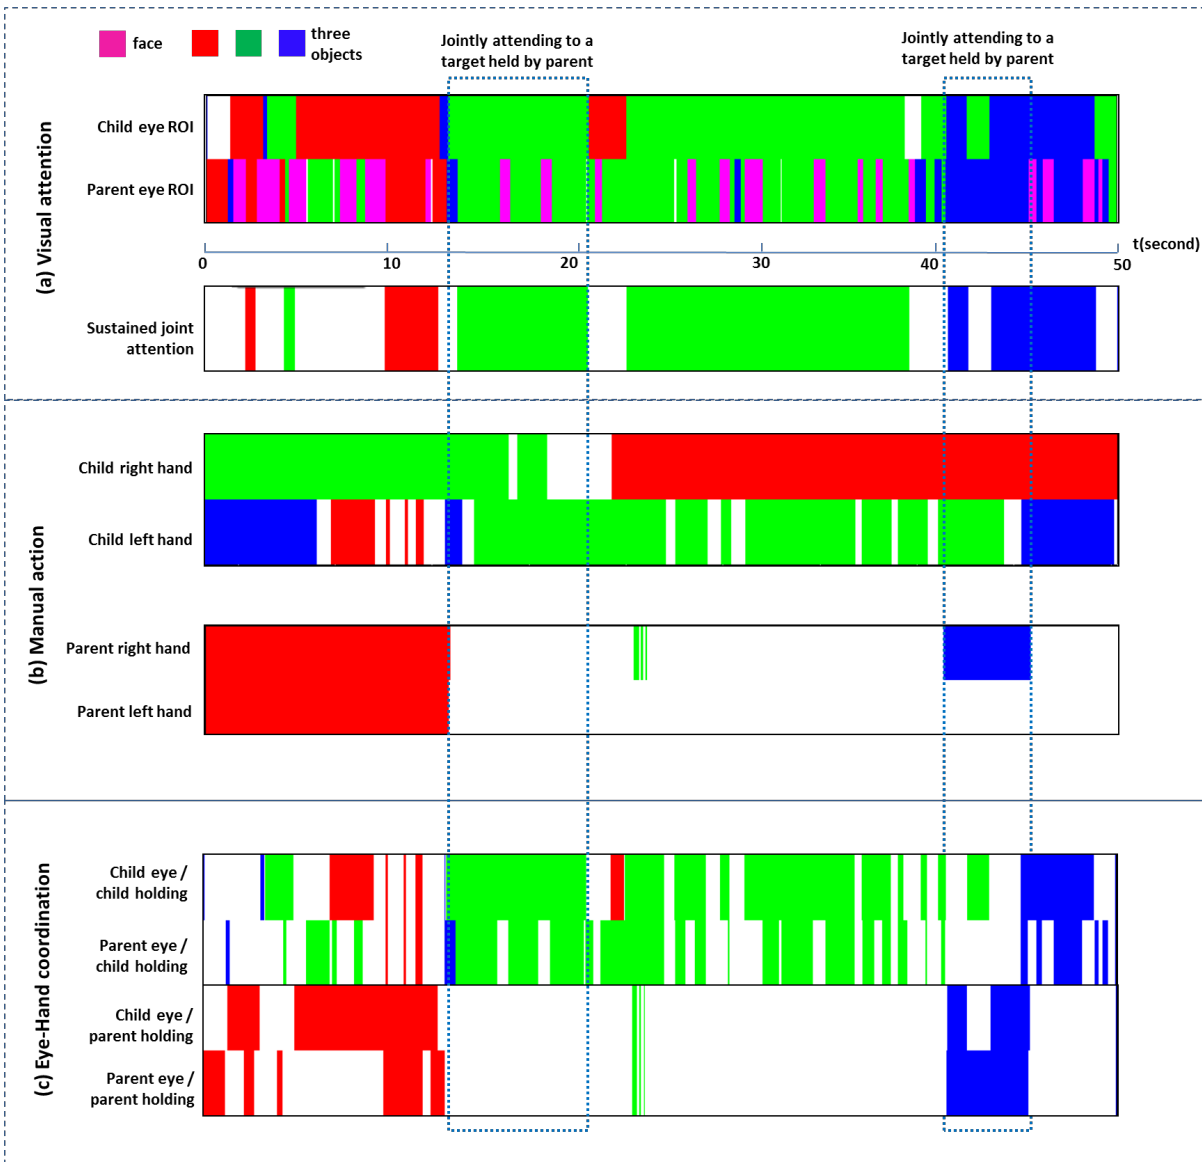 face
three
objects
Jointly attending to a
target held by parent
Jointly attending to a
target held by parent
(a) Visual attention
Child eye ROI
Parent eye ROI
t(second)
0 10 20 30 40 50
Sustained joint
attention
(b) Manual action
Child right hand
Child left hand
Parent right hand
Parent left hand
(c) Eye-Hand coordination
Child eye /
child holding
Parent eye /
child holding
Child eye /
parent holding
Parent eye /
parent holding